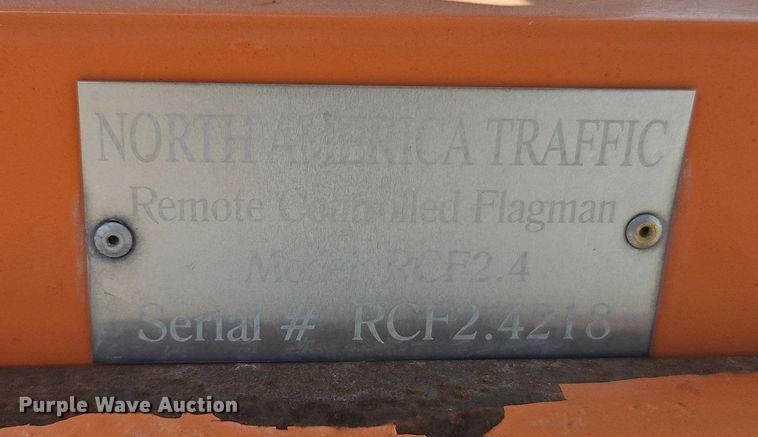 NORTH AMERICA TRAFFIC
Remote Controlled Flagman
Model: RCF2.4
Serial # RCF2.4218
Purple Wave Auction